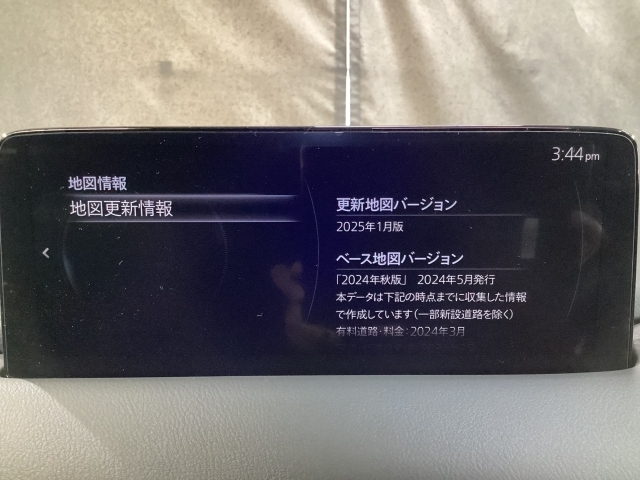 3:44 pm
地図情報
地図更新情報
更新地図バージョン
2025年1月版
ベース地図バージョン
「2024年秋版」 2024年5月発行
本データは下記の時点までに収集した情報
で作成しています(一部新設道路を除く)
有料道路・料金:2024年3月